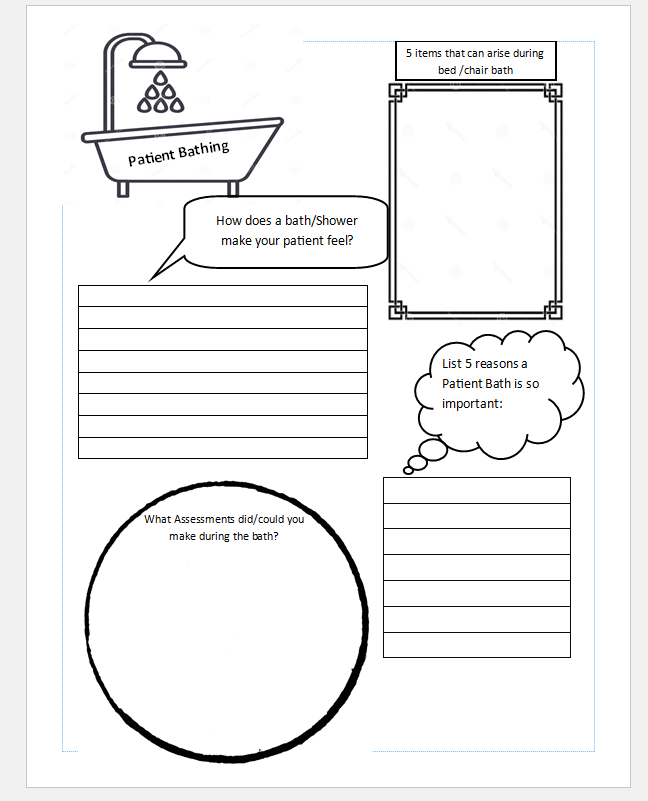 Patient Bathing
5 items that can arise during
bed /chair bath
How does a bath/Shower
make your patient feel?
List 5 reasons a
Patient Bath is so
important:
What Assessments did/could you
make during the bath?